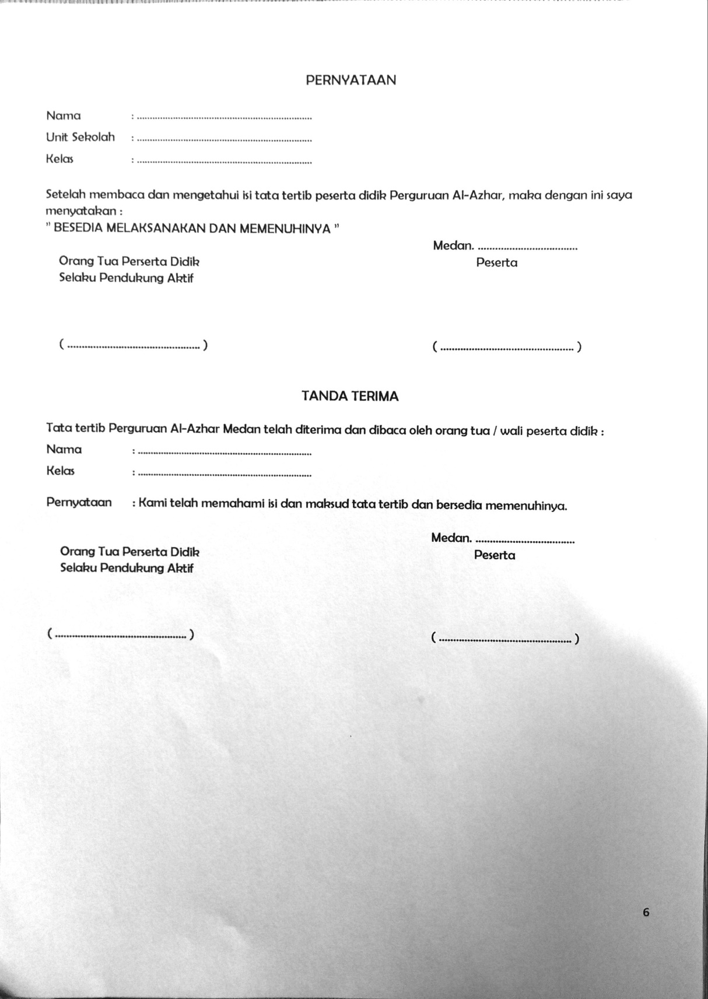 PERNYATAAN
Nama : ..................................................................
Unit Sekolah : ..................................................................
Kelas : ..................................................................
Setelah membaca dan mengetahui isi tata tertib peserta didik Perguruan Al-Azhar, maka dengan ini saya
menyatakan :
" BESEDIA MELAKSANAKAN DAN MEMENUHINYA "
Medan. ...................................
Orang Tua Perserta Didik Peserta
Selaku Pendukung Aktif
( ............................................... ) ( ............................................... )
TANDA TERIMA
Tata tertib Perguruan Al-Azhar Medan telah diterima dan dibaca oleh orang tua / wali peserta didik :
Nama : ..................................................................
Kelas : ..................................................................
Pernyataan : Kami telah memahami isi dan maksud tata tertib dan bersedia memenuhinya.
Medan. ...................................
Orang Tua Perserta Didik Peserta
Selaku Pendukung Aktif
( ............................................... ) ( ............................................... )
6